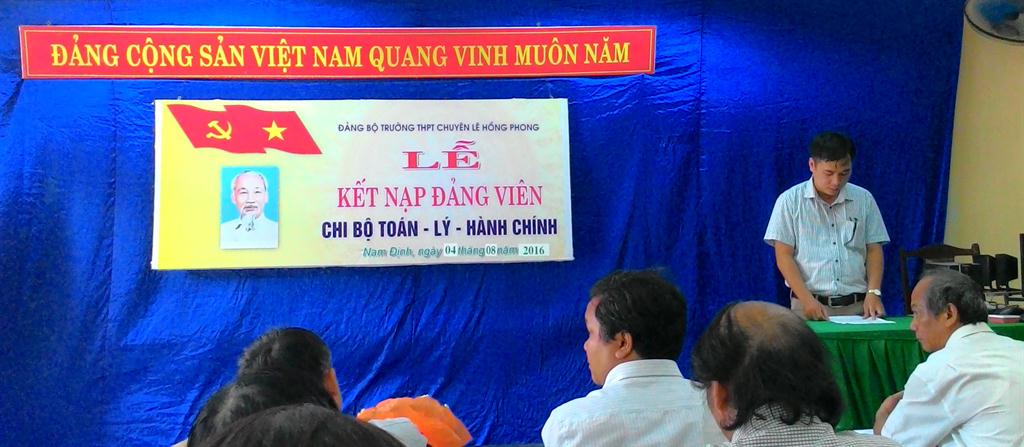 ĐẢNG CỘNG SẢN VIỆT NAM QUANG VINH MUÔN NĂM
ĐẢNG BỘ TRƯỜNG THPT CHUYÊN LÊ HỒNG PHONG
LỄ
KẾT NẠP ĐẢNG VIÊN
CHI BỘ TOÁN - LÝ - HÀNH CHÍNH
Nam Định, ngày 04 tháng 08 năm 2016